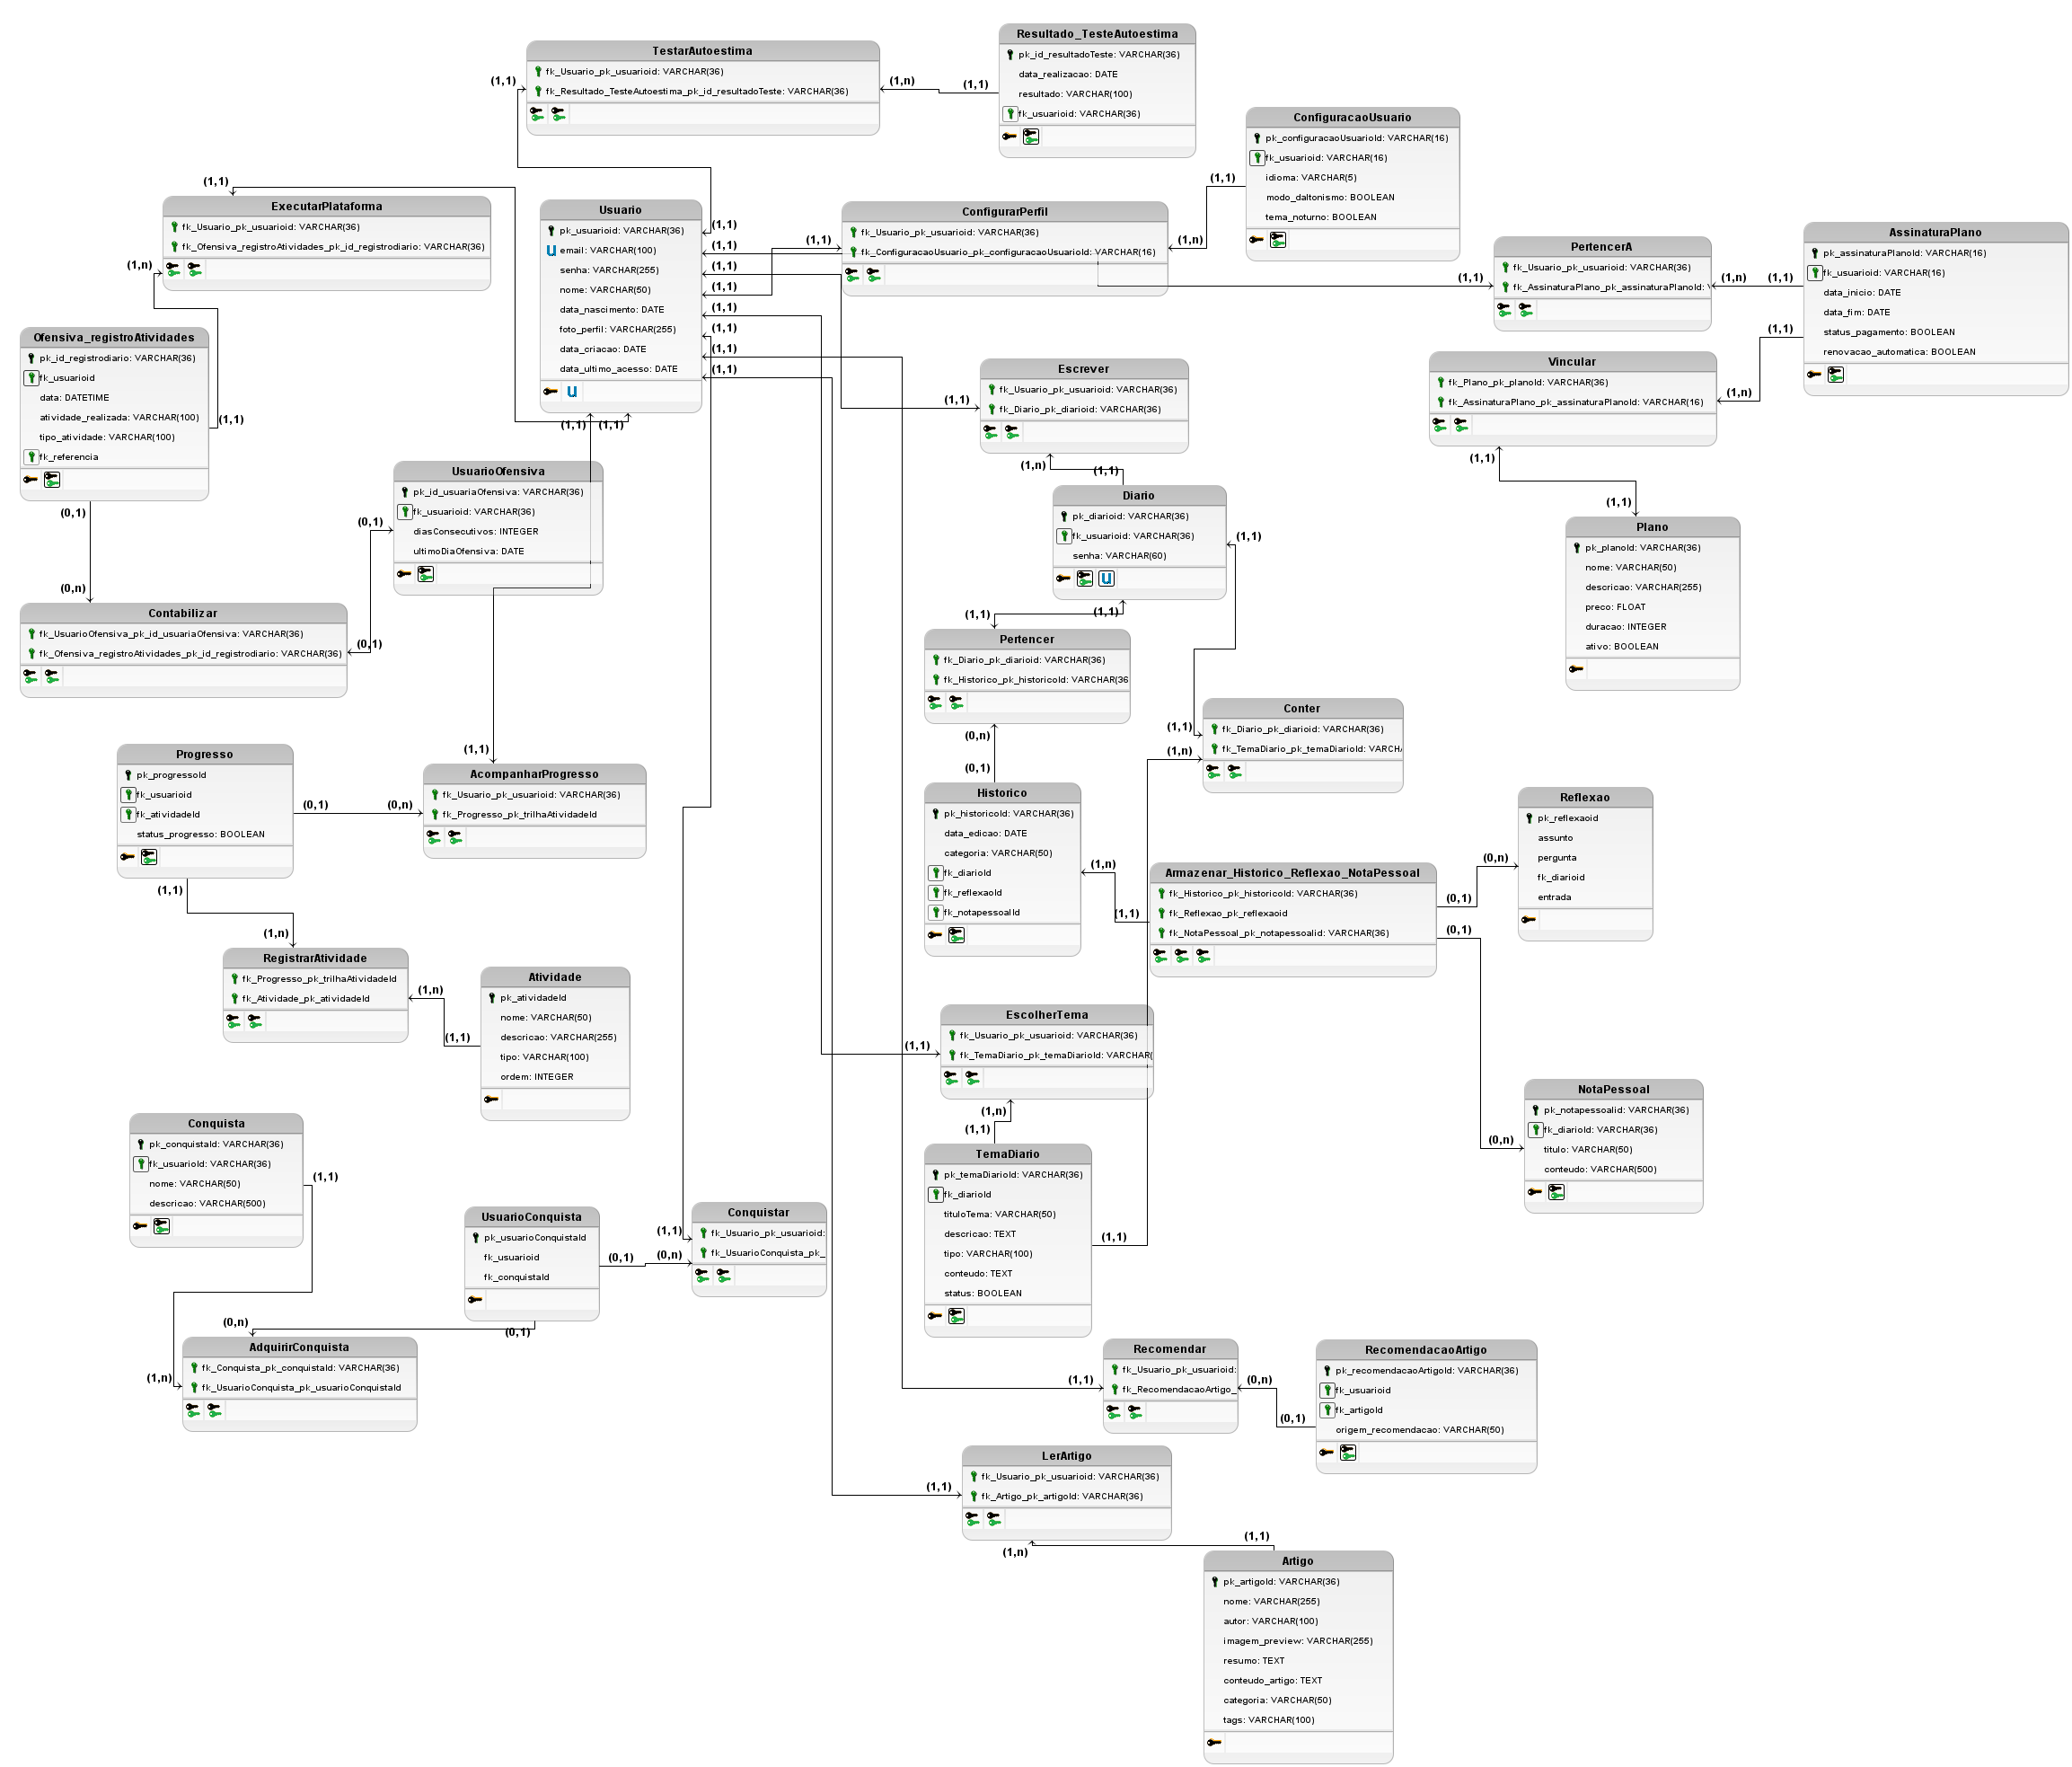 TestarAutoestima
fk_Usuario_pk_usuarioid: VARCHAR(36)
fk_Resultado_TesteAutoestima_pk_id_resultadoTeste: VARCHAR(36)
(1,1)
(1,n)
(1,1)
Resultado_TesteAutoestima
pk_id_resultadoTeste: VARCHAR(36)
data_realizacao: DATE
resultado: VARCHAR(100)
fk_usuarioid: VARCHAR(36)
ConfiguracaoUsuario
pk_configuracaoUsuarioId: VARCHAR(16)
fk_usuarioid: VARCHAR(16)
idioma: VARCHAR(5)
modo_daltonismo: BOOLEAN
tema_noturno: BOOLEAN
(1,1)
(1,n)
(1,1)
ExecutarPlataforma
fk_Usuario_pk_usuarioid: VARCHAR(36)
fk_Ofensiva_registroAtividades_pk_id_registrodiario: VARCHAR(36)
(1,n)
Usuario
pk_usuarioid: VARCHAR(36)
u email: VARCHAR(100)
senha: VARCHAR(255)
nome: VARCHAR(50)
data_nascimento: DATE
foto_perfil: VARCHAR(255)
data_criacao: DATE
data_ultimo_acesso: DATE
u
(1,1)
(1,1)
(1,1)
(1,1)
(1,1)
(1,1)
(1,1)
(1,1)
(1,1)
(1,1)
(1,1)
ConfigurarPerfil
fk_Usuario_pk_usuarioid: VARCHAR(36)
fk_ConfiguracaoUsuario_pk_configuracaoUsuarioId: VARCHAR(16)
(1,1)
PertencerA
fk_Usuario_pk_usuarioid: VARCHAR(36)
fk_AssinaturaPlano_pk_assinaturaPlanoId:
(1,n)
(1,1)
AssinaturaPlano
pk_assinaturaPlanoId: VARCHAR(16)
fk_usuarioid: VARCHAR(16)
data_inicio: DATE
data_fim: DATE
status_pagamento: BOOLEAN
renovacao_automatica: BOOLEAN
(1,1)
(1,n)
Ofensiva_registroAtividades
pk_id_registrodiario: VARCHAR(36)
fk_usuarioid
data: DATETIME
atividade_realizada: VARCHAR(100)
tipo_atividade: VARCHAR(100)
fk_referencia
(1,1)
(0,1)
(0,n)
Vincular
fk_Plano_pk_planoId: VARCHAR(36)
fk_AssinaturaPlano_pk_assinaturaPlanoId: VARCHAR(16)
(1,1)
(1,1)
Escrever
fk_Usuario_pk_usuarioid: VARCHAR(36)
fk_Diario_pk_diarioid: VARCHAR(36)
(1,1)
(1,n)
(1,1)
UsuarioOfensiva
pk_id_usuariaOfensiva: VARCHAR(36)
fk_usuarioid: VARCHAR(36)
diasConsecutivos: INTEGER
ultimoDiaOfensiva: DATE
(0,1)
(0,1)
Diario
pk_diarioid: VARCHAR(36)
fk_usuarioid: VARCHAR(36)
senha: VARCHAR(60)
u
(1,1)
(1,1)
(1,1)
Plano
pk_planoId: VARCHAR(36)
nome: VARCHAR(50)
descricao: VARCHAR(255)
preco: FLOAT
duracao: INTEGER
ativo: BOOLEAN
Contabilizar
fk_UsuarioOfensiva_pk_id_usuariaOfensiva: VARCHAR(36)
fk_Ofensiva_registroAtividades_pk_id_registrodiario: VARCHAR(36)
Pertencer
fk_Diario_pk_diarioid: VARCHAR(36)
fk_Historico_pk_historicoId: VARCHAR(36
(0,n)
(0,1)
Conter
fk_Diario_pk_diarioid: VARCHAR(36)
fk_TemaDiario_pk_temaDiarioId: VARCHA
(1,1)
(1,n)
Progresso
pk_progressoId
fk_usuarioid
fk_atividadeId
status_progresso: BOOLEAN
(0,1)
(0,n)
(1,1)
(1,n)
AcompanharProgresso
fk_Usuario_pk_usuarioid: VARCHAR(36)
fk_Progresso_pk_trilhaAtividadeId
(1,1)
Historico
pk_historicoId: VARCHAR(36)
data_edicao: DATE
categoria: VARCHAR(50)
fk_diarioId
fk_reflexaoId
fk_notapessoalId
(1,n)
(1,1)
Reflexao
pk_reflexaoid
assunto
pergunta
fk_diarioid
entrada
(0,n)
(0,1)
Armazenar_Historico_Reflexao_NotaPessoal
fk_Historico_pk_historicoId: VARCHAR(36)
fk_Reflexao_pk_reflexaoid
fk_NotaPessoal_pk_notapessoalid: VARCHAR(36)
(0,1)
(0,n)
RegistrarAtividade
fk_Progresso_pk_trilhaAtividadeId
fk_Atividade_pk_atividadeId
(1,n)
(1,1)
Atividade
pk_atividadeId
nome: VARCHAR(50)
descricao: VARCHAR(255)
tipo: VARCHAR(100)
ordem: INTEGER
EscolherTema
fk_Usuario_pk_usuarioid: VARCHAR(36)
fk_TemaDiario_pk_temaDiarioId: VARCHAR(
(1,1)
(1,n)
(1,1)
NotaPessoal
pk_notapessoalid: VARCHAR(36)
fk_diarioId: VARCHAR(36)
titulo: VARCHAR(50)
conteudo: VARCHAR(500)
Conquista
pk_conquistaId: VARCHAR(36)
fk_usuarioId: VARCHAR(36)
nome: VARCHAR(50)
descricao: VARCHAR(500)
(1,1)
TemaDiario
pk_temaDiarioId: VARCHAR(36)
fk_diarioId
tituloTema: VARCHAR(50)
descricao: TEXT
tipo: VARCHAR(100)
conteudo: TEXT
status: BOOLEAN
(1,1)
UsuarioConquista
pk_usuarioConquistaId
fk_usuarioid
fk_conquistaId
(0,1)
(0,n)
(0,1)
(1,1)
Conquistar
fk_Usuario_pk_usuarioid:
fk_UsuarioConquista_pk_
(0,n)
(1,n)
AdquirirConquista
fk_Conquista_pk_conquistaId: VARCHAR(36)
fk_UsuarioConquista_pk_usuarioConquistaId
Recomendar
fk_Usuario_pk_usuarioid:
fk_RecomendacaoArtigo_
(1,1)
(0,n)
(0,1)
RecomendacaoArtigo
pk_recomendacaoArtigoId: VARCHAR(36)
fk_usuarioid
fk_artigoId
origem_recomendacao: VARCHAR(50)
LerArtigo
fk_Usuario_pk_usuarioid: VARCHAR(36)
fk_Artigo_pk_artigoId: VARCHAR(36)
(1,1)
(1,n)
(1,1)
Artigo
pk_artigoId: VARCHAR(36)
nome: VARCHAR(255)
autor: VARCHAR(100)
imagem_preview: VARCHAR(255)
resumo: TEXT
conteudo_artigo: TEXT
categoria: VARCHAR(50)
tags: VARCHAR(100)